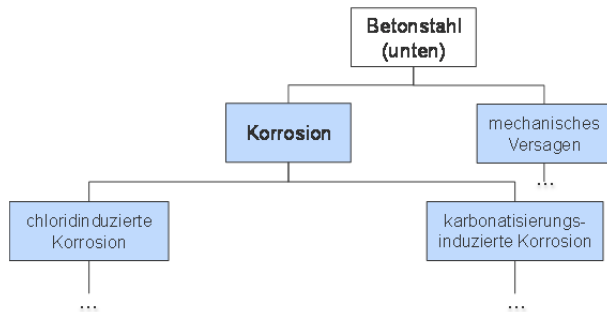 Betonstahl
(unten)
Korrosion
mechanisches
Versagen
...
chloridinduzierte
Korrosion
karbonatisierungs-
induzierte Korrosion
...
...